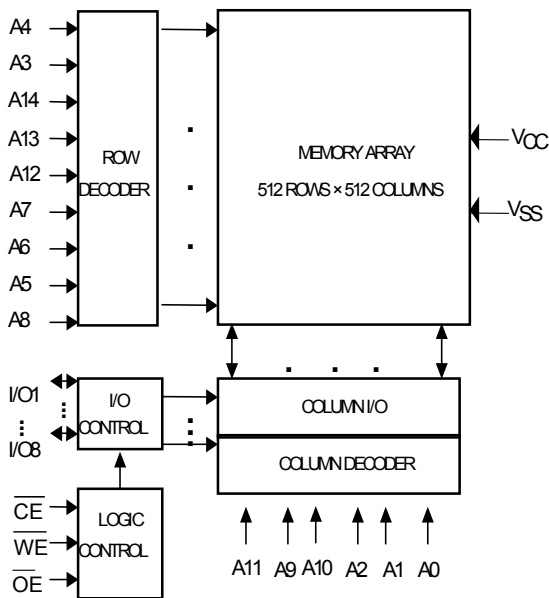 A4
A3
A14
A13
A12
A7
A6
A5
A8
ROW
DECODER
MEMORY ARRAY
512 ROWS × 512 COLUMNS
VCC
VSS
I/O1
I/O8
I/O
CONTROL
COLUMN I/O
COLUMN DECODER
CE
WE
OE
LOGIC
CONTROL
A11 A9 A10 A2 A1 A0